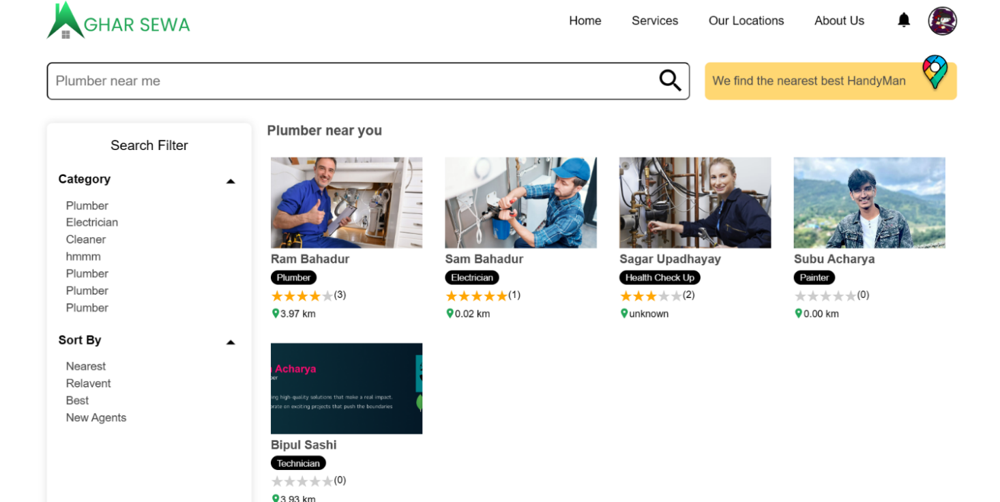 GHAR SEWA
Home Services Our Locations About Us
Plumber near me
We find the nearest best HandyMan
Search Filter
Category
Plumber
Electrician
Cleaner
hmmm
Plumber
Plumber
Plumber
Sort By
Nearest
Relavent
Best
New Agents
Plumber near you
Ram Bahadur
Plumber
(3)
3.97 km
Sam Bahadur
Electrician
(1)
0.02 km
Sagar Upadhayay
Health Check Up
(2)
unknown
Subu Acharya
Painter
(0)
0.00 km
Acharya
per
ing high-quality solutions that make a real impact.
orate on exciting projects that push the boundaries
Bipul Sashi
Technician
(0)
3.93 km